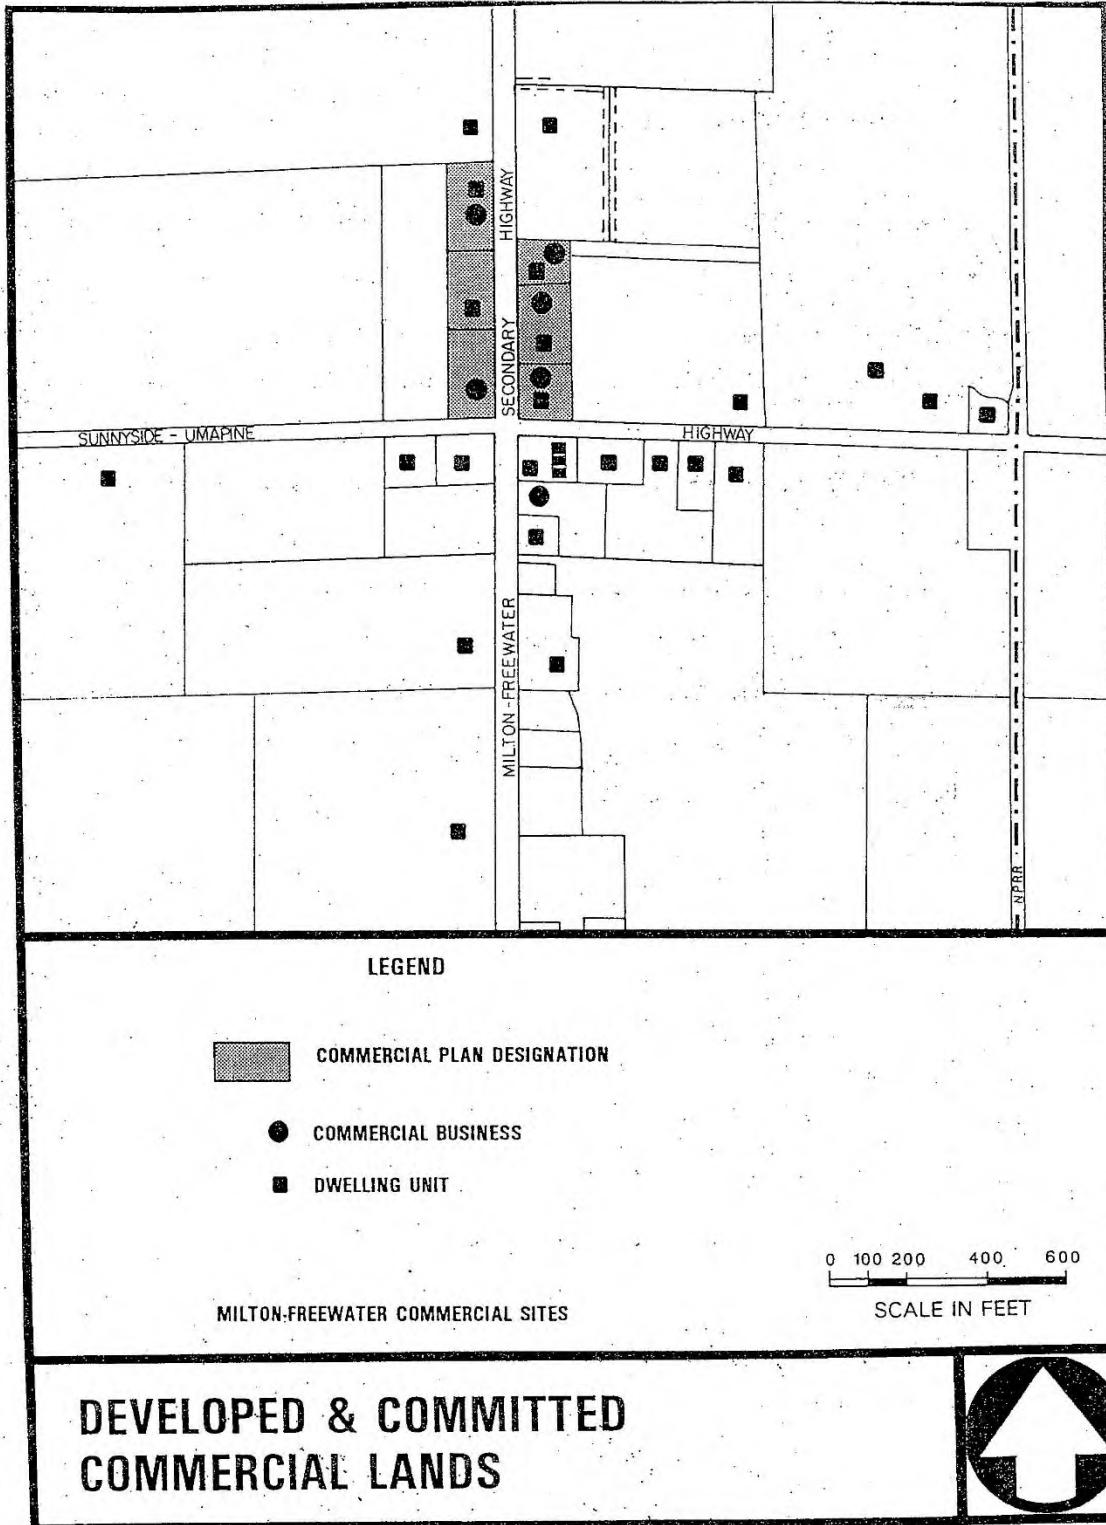 HIGHWAY
SECONDARY
SUNNYSIDE - UMAPINE
HIGHWAY
MILTON - FREEWATER
NPRR
LEGEND
COMMERCIAL PLAN DESIGNATION
COMMERCIAL BUSINESS
DWELLING UNIT
0 100 200 400 600
SCALE IN FEET
MILTON-FREEWATER COMMERCIAL SITES
DEVELOPED & COMMITTED
COMMERCIAL LANDS